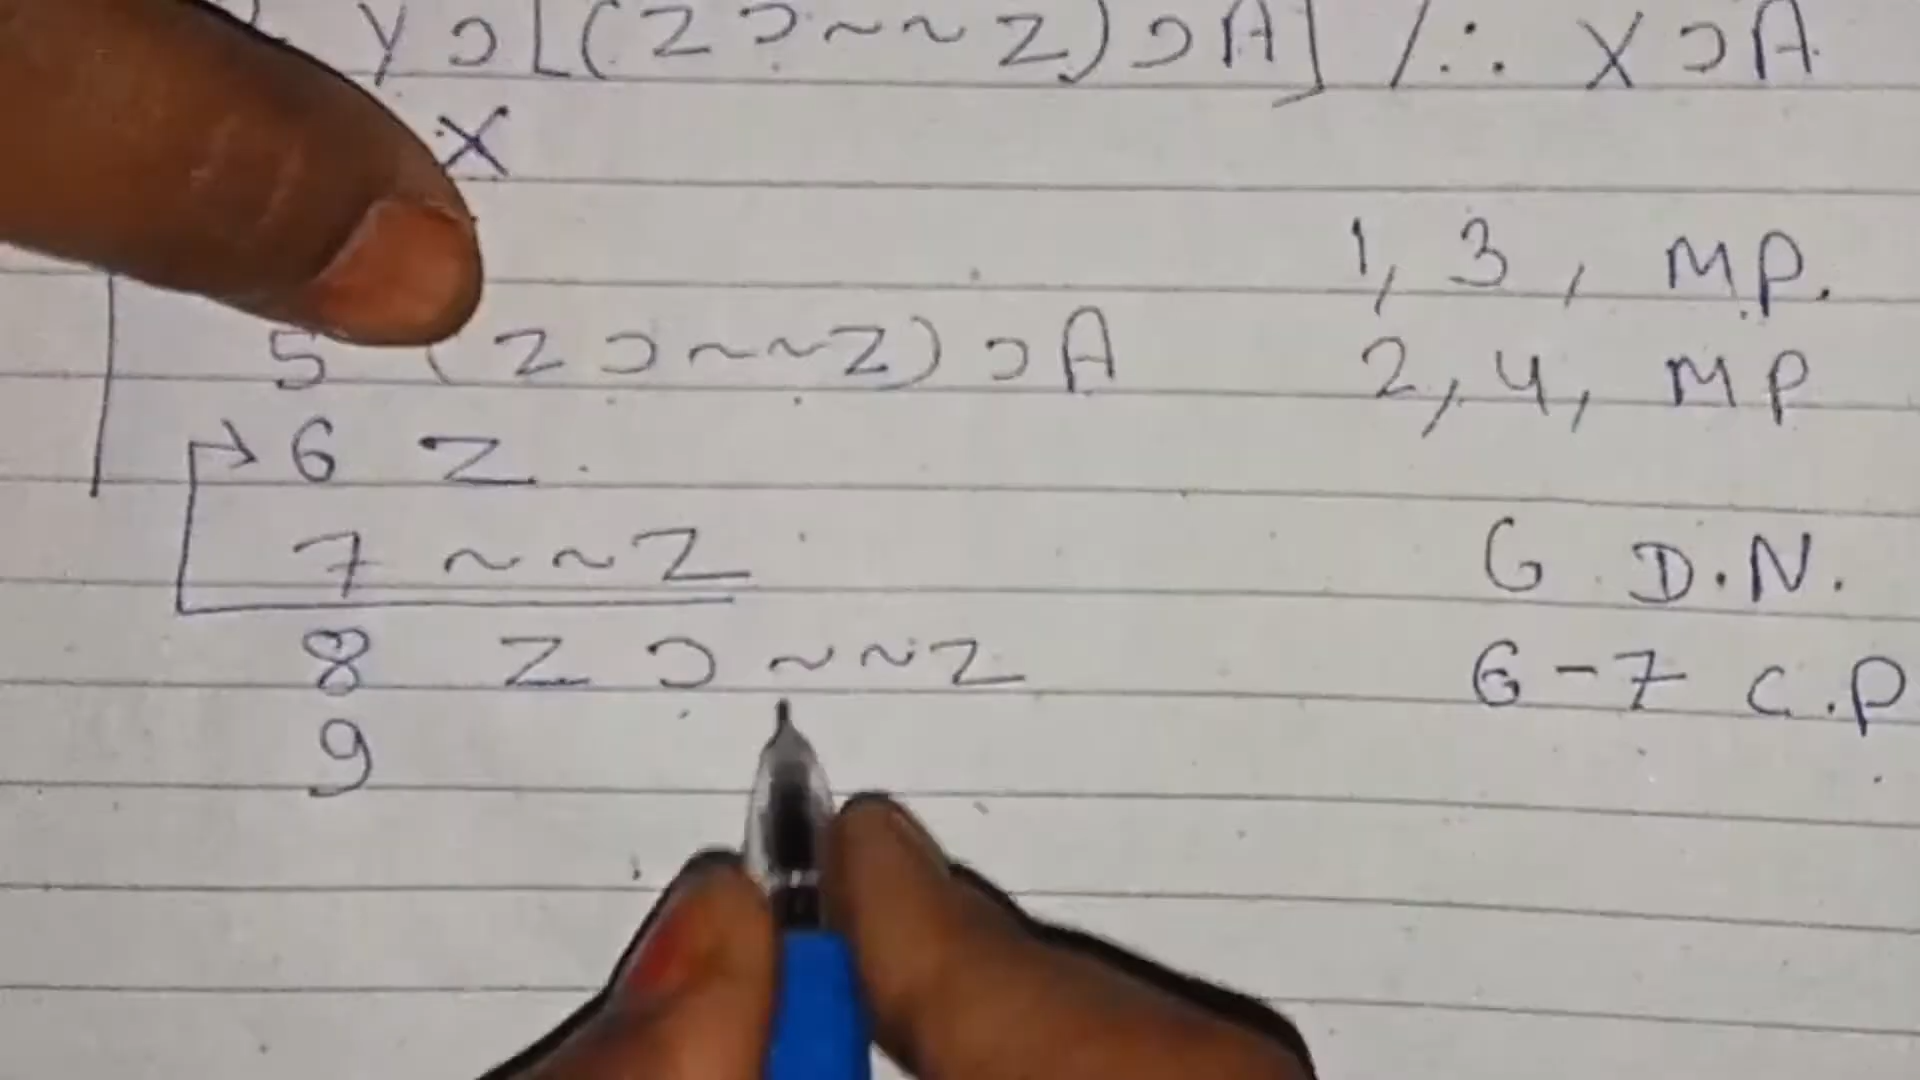 Y ⊃ [(Z ⊃ ~ ~ Z) ⊃ A] /∴ X ⊃ A
X
1, 3, MP.
5 (Z ⊃ ~ ~ Z) ⊃ A 2, 4, MP
6 Z
7 ~ ~ Z 6 D.N.
8 Z ⊃ ~ ~ Z 6 - 7 C.P
9